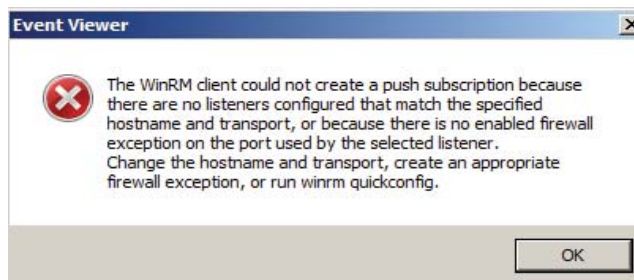 Event Viewer
The WinRM client could not create a push subscription because
there are no listeners configured that match the specified
hostname and transport, or because there is no enabled firewall
exception on the port used by the selected listener.
Change the hostname and transport, create an appropriate
firewall exception, or run winrm quickconfig.
OK